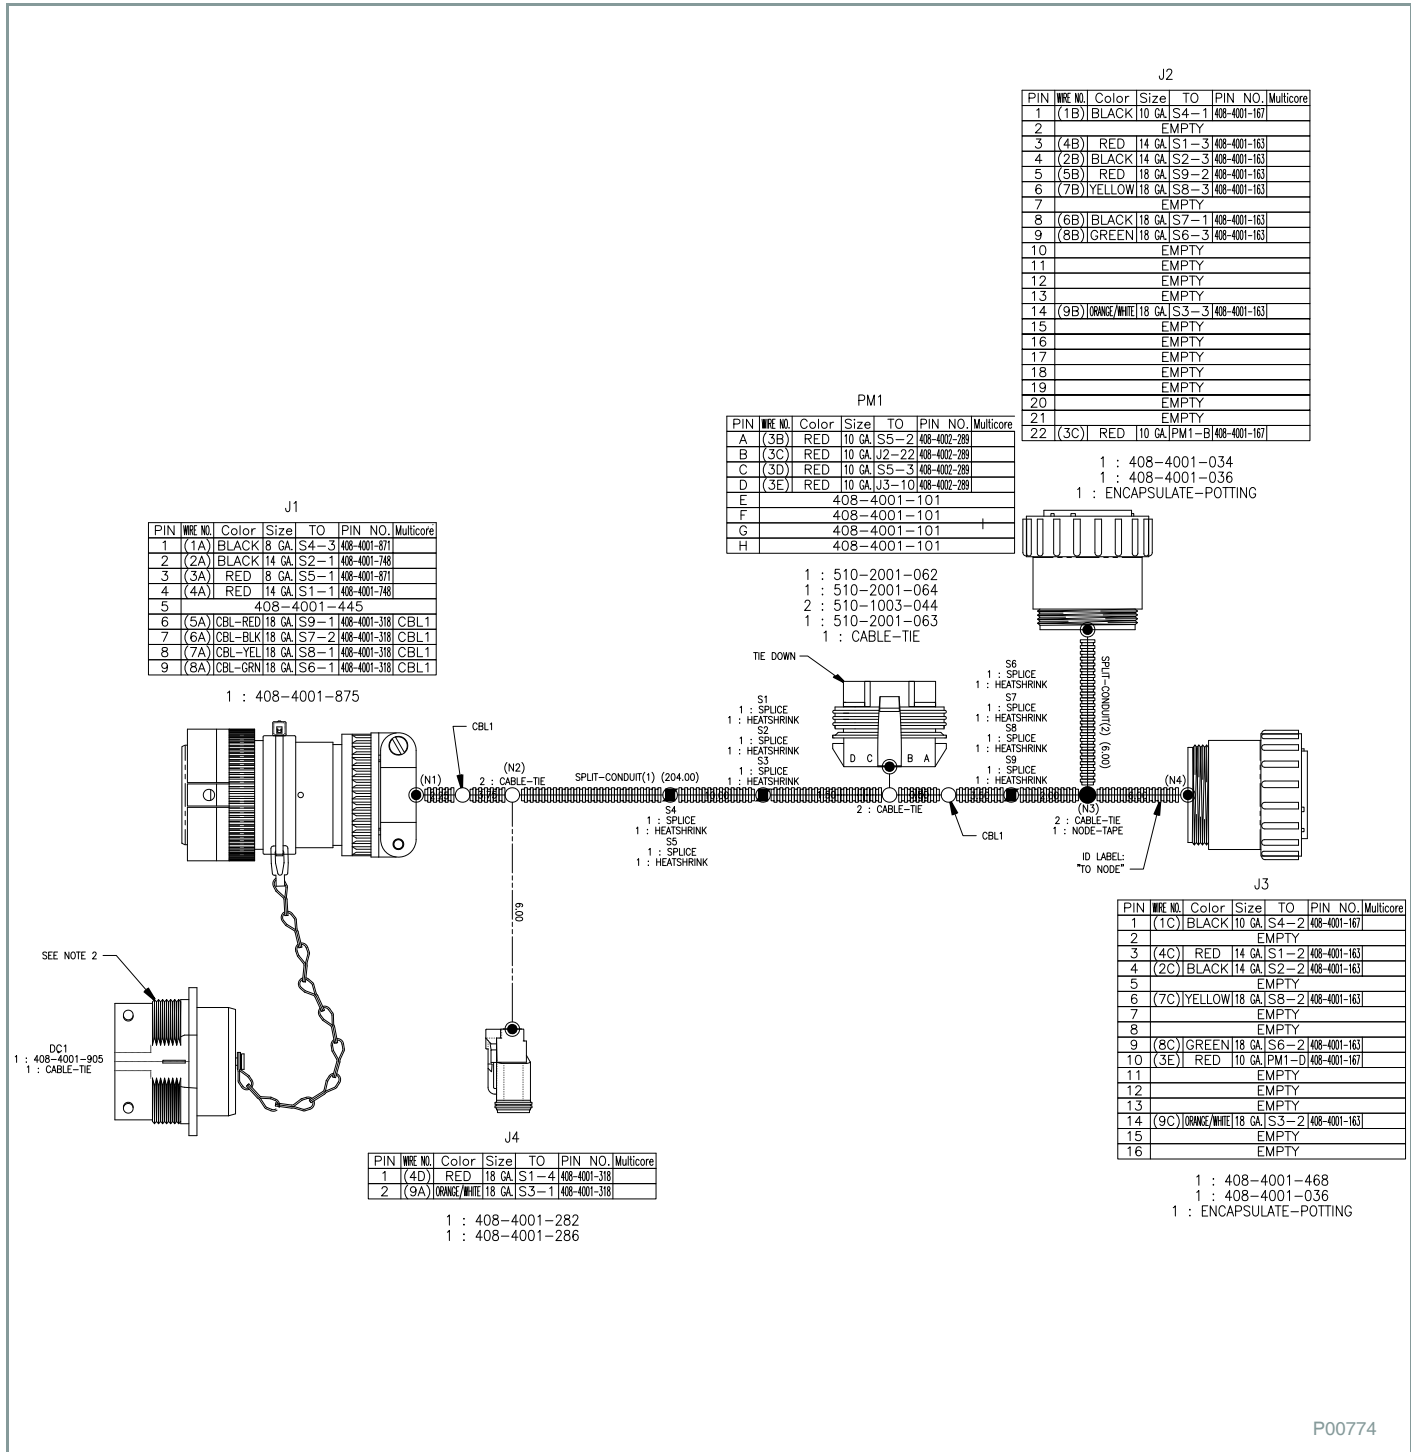 J2
PIN WIRE NO. Color Size TO PIN NO. Multicore
1 (1B) BLACK 10 GA. S4-1 408-4001-167
2 EMPTY
3 (4B) RED 14 GA. S1-3 408-4001-163
4 (2B) BLACK 14 GA. S2-3 408-4001-163
5 (5B) RED 18 GA. S9-2 408-4001-163
6 (7B) YELLOW 18 GA. S8-3 408-4001-163
7 EMPTY
8 (6B) BLACK 18 GA. S7-1 408-4001-163
9 (8B) GREEN 18 GA. S6-3 408-4001-163
10 EMPTY
11 EMPTY
12 EMPTY
13 EMPTY
14 (9B) ORANGE/WHITE 18 GA. S3-3 408-4001-163
15 EMPTY
16 EMPTY
17 EMPTY
18 EMPTY
19 EMPTY
20 EMPTY
21 EMPTY
22 (3C) RED 10 GA. PM1-B 408-4001-167
1 : 408-4001-034
1 : 408-4001-036
1 : ENCAPSULATE-POTTING
PM1
PIN WIRE NO. Color Size TO PIN NO. Multicore
A (3B) RED 10 GA. S5-2 408-4002-289
B (3C) RED 10 GA. J2-22 408-4002-289
C (3D) RED 10 GA. S5-3 408-4002-289
D (3E) RED 10 GA. J3-10 408-4002-289
E 408-4001-101
F 408-4001-101
G 408-4001-101
H 408-4001-101
1 : 510-2001-062
1 : 510-2001-064
2 : 510-1003-044
1 : 510-2001-063
1 : CABLE-TIE
J1
PIN WIRE NO. Color Size TO PIN NO. Multicore
1 (1A) BLACK 8 GA. S4-3 408-4001-871
2 (2A) BLACK 14 GA. S2-1 408-4001-748
3 (3A) RED 8 GA. S5-1 408-4001-871
4 (4A) RED 14 GA. S1-1 408-4001-748
5 408-4001-445
6 (5A) CBL-RED 18 GA. S9-1 408-4001-318 CBL1
7 (6A) CBL-BLK 18 GA. S7-2 408-4001-318 CBL1
8 (7A) CBL-YEL 18 GA. S8-1 408-4001-318 CBL1
9 (8A) CBL-GRN 18 GA. S6-1 408-4001-318 CBL1
1 : 408-4001-875
TIE DOWN
CBL1
(N1)
(N2)
2 : CABLE-TIE
SPLIT-CONDUIT(1) (204.00)
S1
1 : SPLICE
1 : HEATSHRINK
S2
1 : SPLICE
1 : HEATSHRINK
S3
1 : SPLICE
1 : HEATSHRINK
D C B A
S6
1 : SPLICE
1 : HEATSHRINK
S7
1 : SPLICE
1 : HEATSHRINK
S8
1 : SPLICE
1 : HEATSHRINK
S9
1 : SPLICE
1 : HEATSHRINK
SPLIT-CONDUIT(2) (6.00)
(N4)
S4
1 : SPLICE
1 : HEATSHRINK
S5
1 : SPLICE
1 : HEATSHRINK
2 : CABLE-TIE
CBL1
(N3)
2 : CABLE-TIE
1 : NODE-TAPE
ID LABEL:
"TO NODE"
6.00
SEE NOTE 2
DC1
1 : 408-4001-905
1 : CABLE-TIE
J3
PIN WIRE NO. Color Size TO PIN NO. Multicore
1 (1C) BLACK 10 GA. S4-2 408-4001-167
2 EMPTY
3 (4C) RED 14 GA. S1-2 408-4001-163
4 (2C) BLACK 14 GA. S2-2 408-4001-163
5 EMPTY
6 (7C) YELLOW 18 GA. S8-2 408-4001-163
7 EMPTY
8 EMPTY
9 (8C) GREEN 18 GA. S6-2 408-4001-163
10 (3E) RED 10 GA. PM1-D 408-4001-167
11 EMPTY
12 EMPTY
13 EMPTY
14 (9C) ORANGE/WHITE 18 GA. S3-2 408-4001-163
15 EMPTY
16 EMPTY
1 : 408-4001-468
1 : 408-4001-036
1 : ENCAPSULATE-POTTING
J4
PIN WIRE NO. Color Size TO PIN NO. Multicore
1 (4D) RED 18 GA. S1-4 408-4001-318
2 (9A) ORANGE/WHITE 18 GA. S3-1 408-4001-318
1 : 408-4001-282
1 : 408-4001-286
P00774